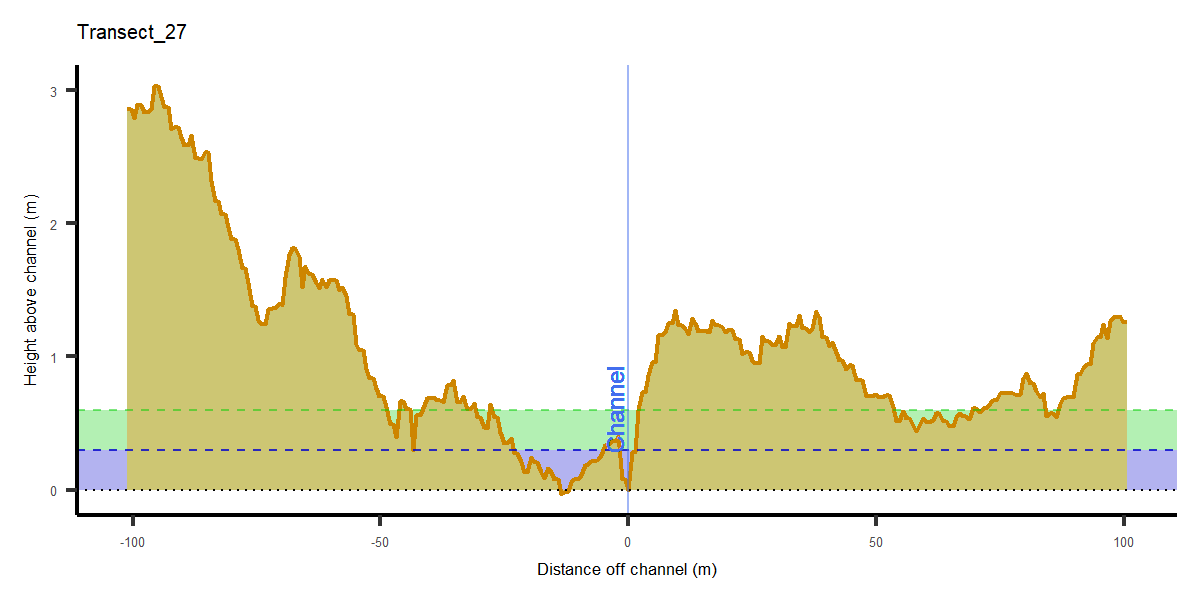 Transect_27
Height above channel (m)
3
2
1
0
Channel
-100
-50
0
50
100
Distance off channel (m)